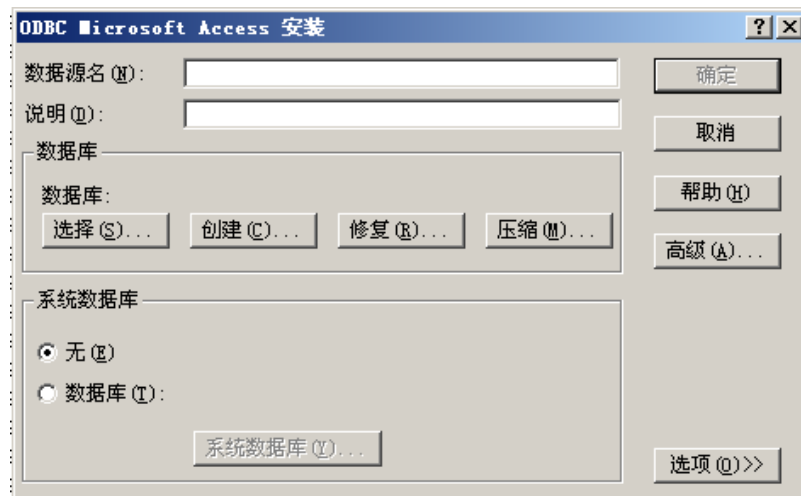 ODBC Microsoft Access 安装
数据源名(N):
确定
说明(D):
取消
数据库
数据库:
帮助(H)
选择(S)... 创建(C)... 修复(R)... 压缩(M)...
高级(A)...
系统数据库
无(E)
数据库(T):
系统数据库(Y)...
选项(O)>>